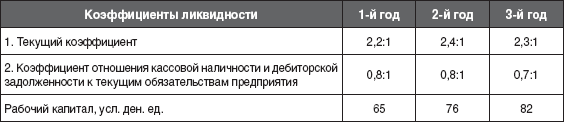 Коэффициенты ликвидности 1-й год 2-й год 3-й год
1. Текущий коэффициент 2,2:1 2,4:1 2,3:1
2. Коэффициент отношения кассовой наличности и дебиторской
задолженности к текущим обязательствам предприятия 0,8:1 0,8:1 0,7:1
Рабочий капитал, усл. ден. ед. 65 76 82